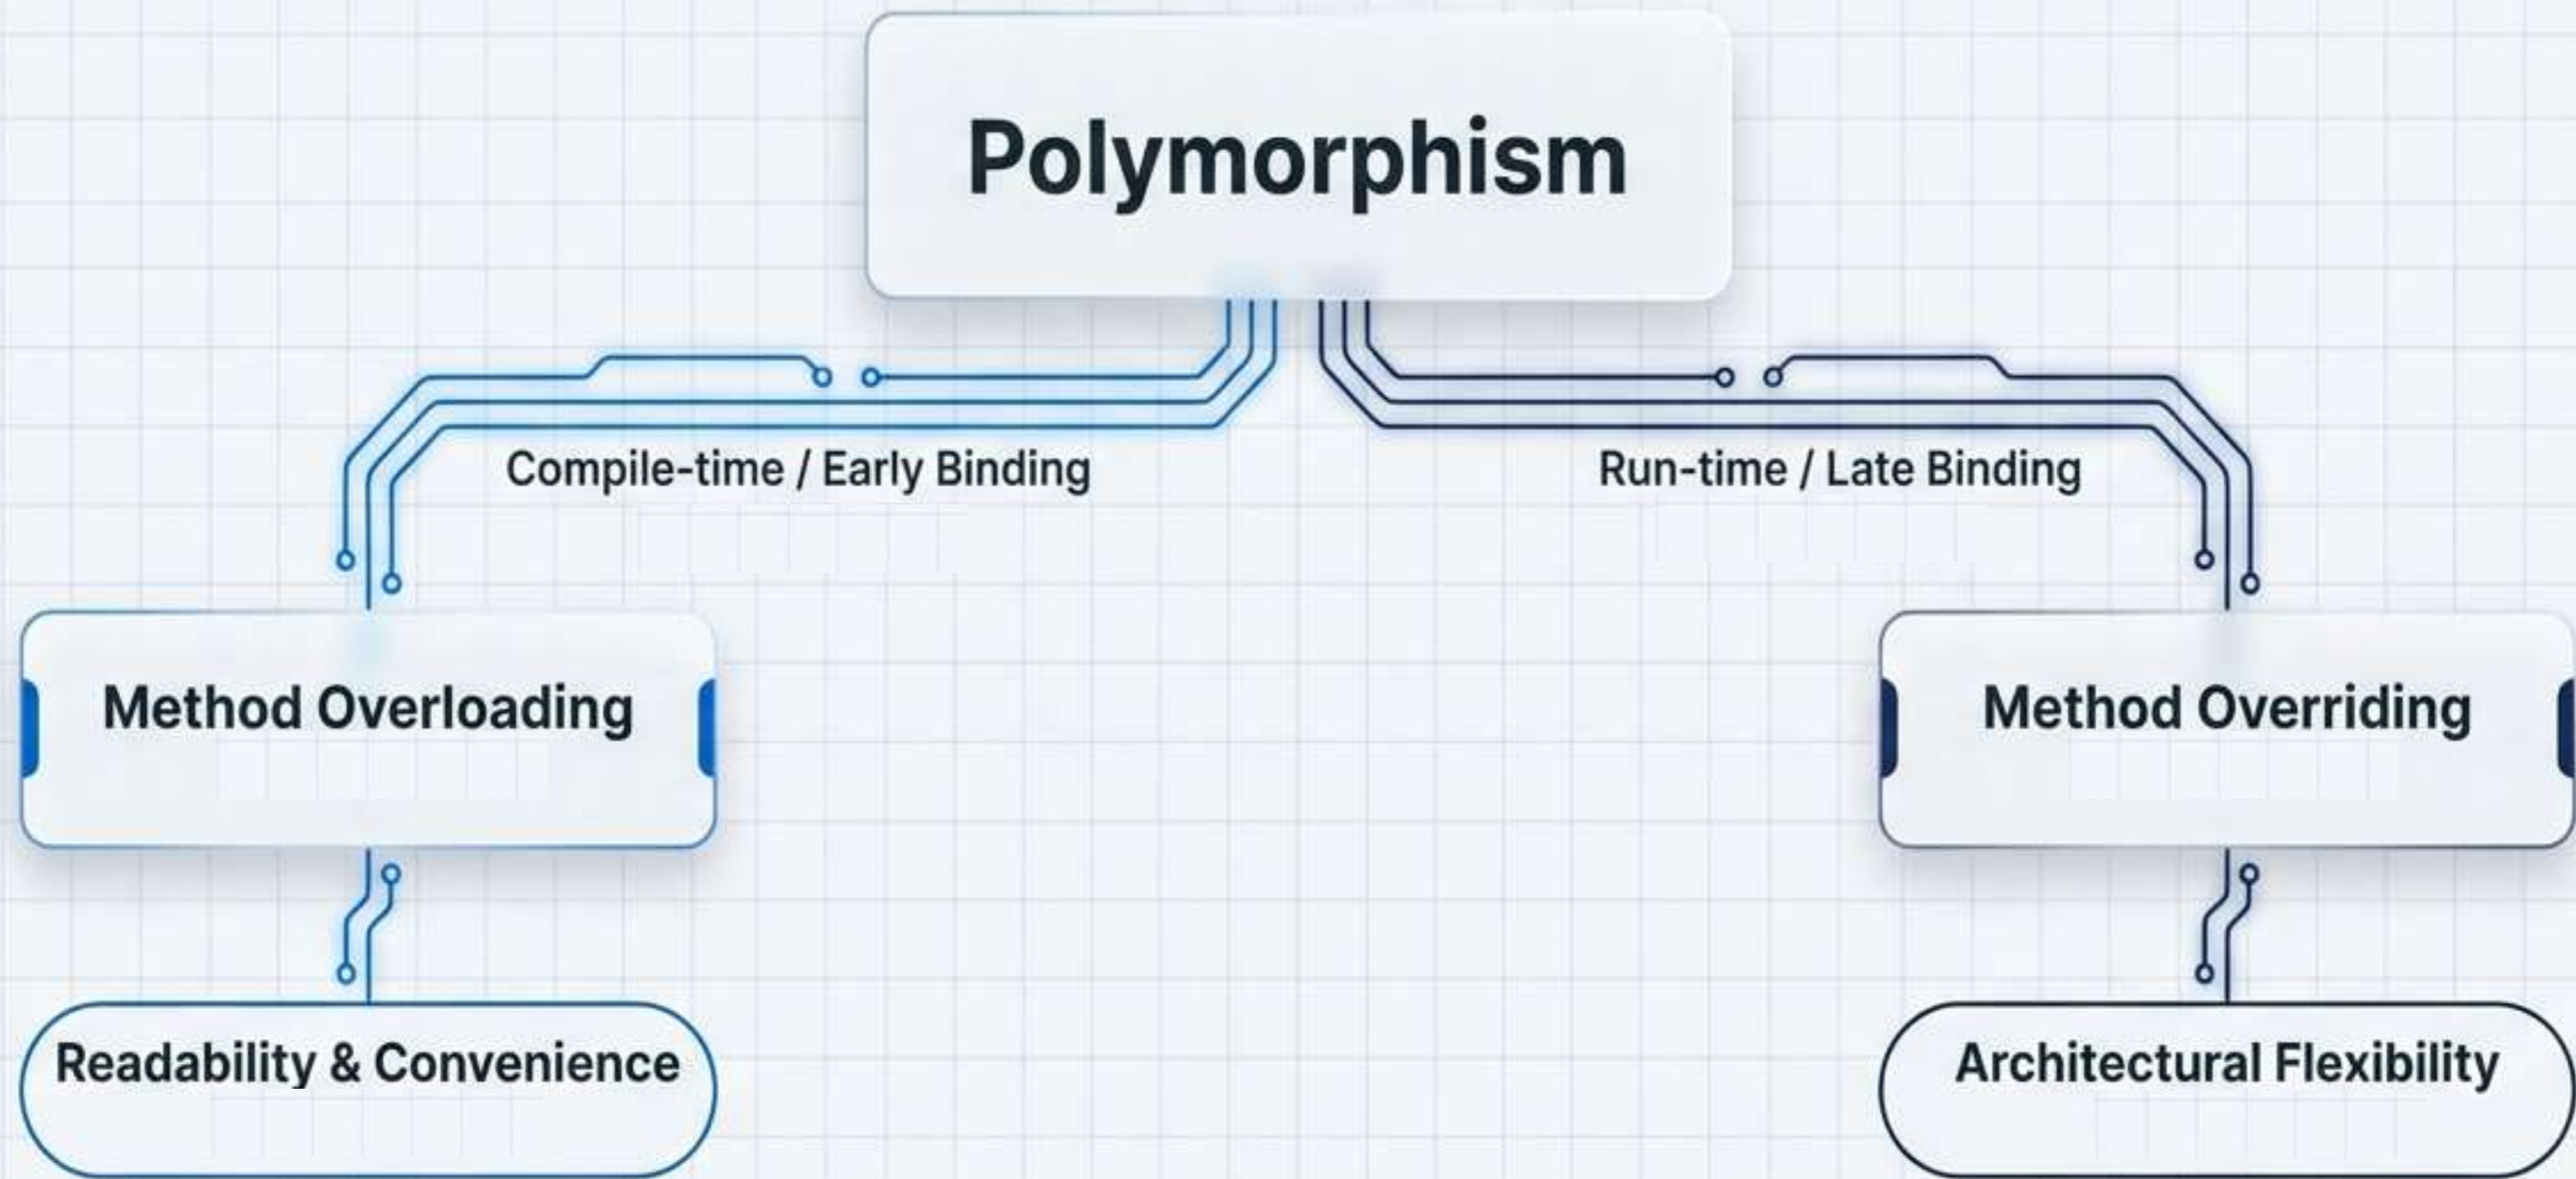 Polymorphism
Compile-time / Early Binding
Run-time / Late Binding
Method Overloading
Method Overriding
Readability & Convenience
Architectural Flexibility